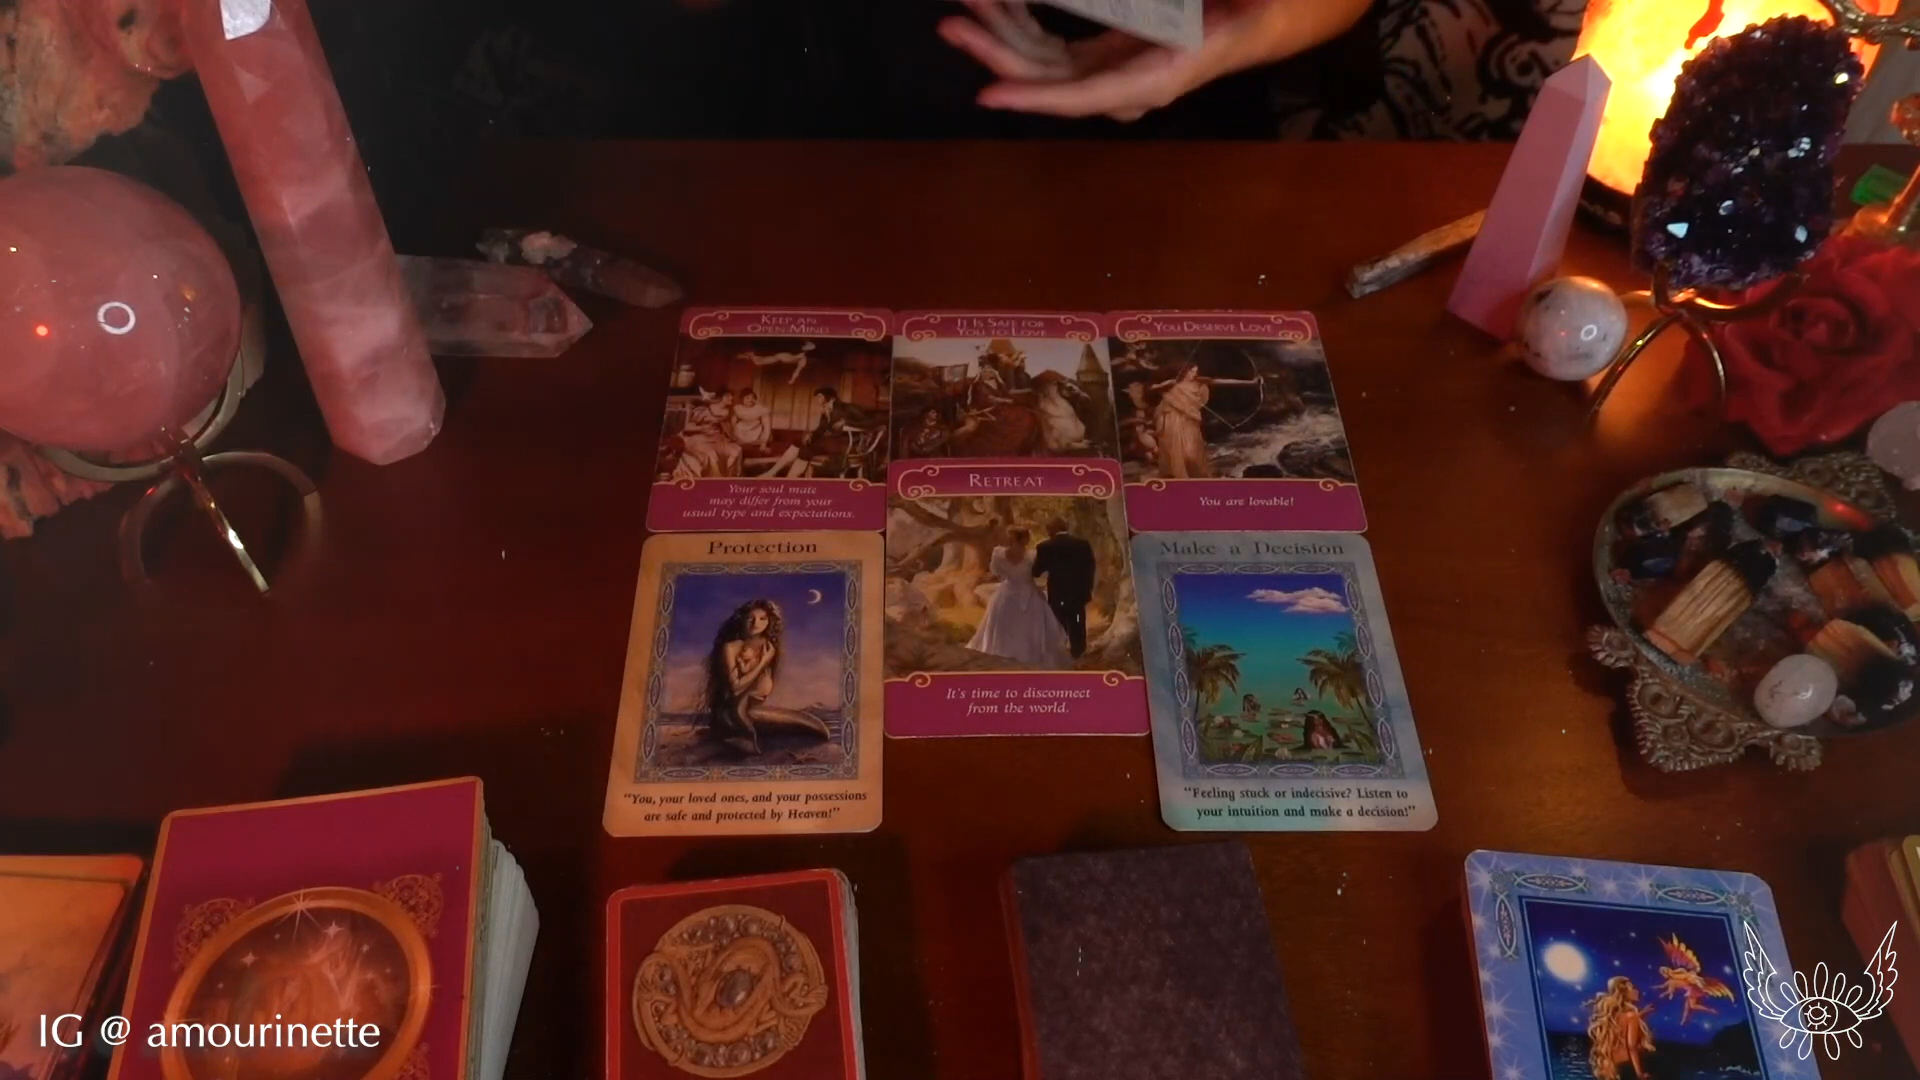 KEEP AN
OPEN MIND
Your soul mate
may differ from your
usual type and expectations.
IT IS SAFE FOR
YOU TO LOVE
YOU DESERVE LOVE
You are lovable!
RETREAT
It's time to disconnect
from the world.
Protection
"You, your loved ones, and your possessions
are safe and protected by Heaven!"
Make a Decision
"Feeling stuck or indecisive? Listen to
your intuition and make a decision!"
IG @ amourinette